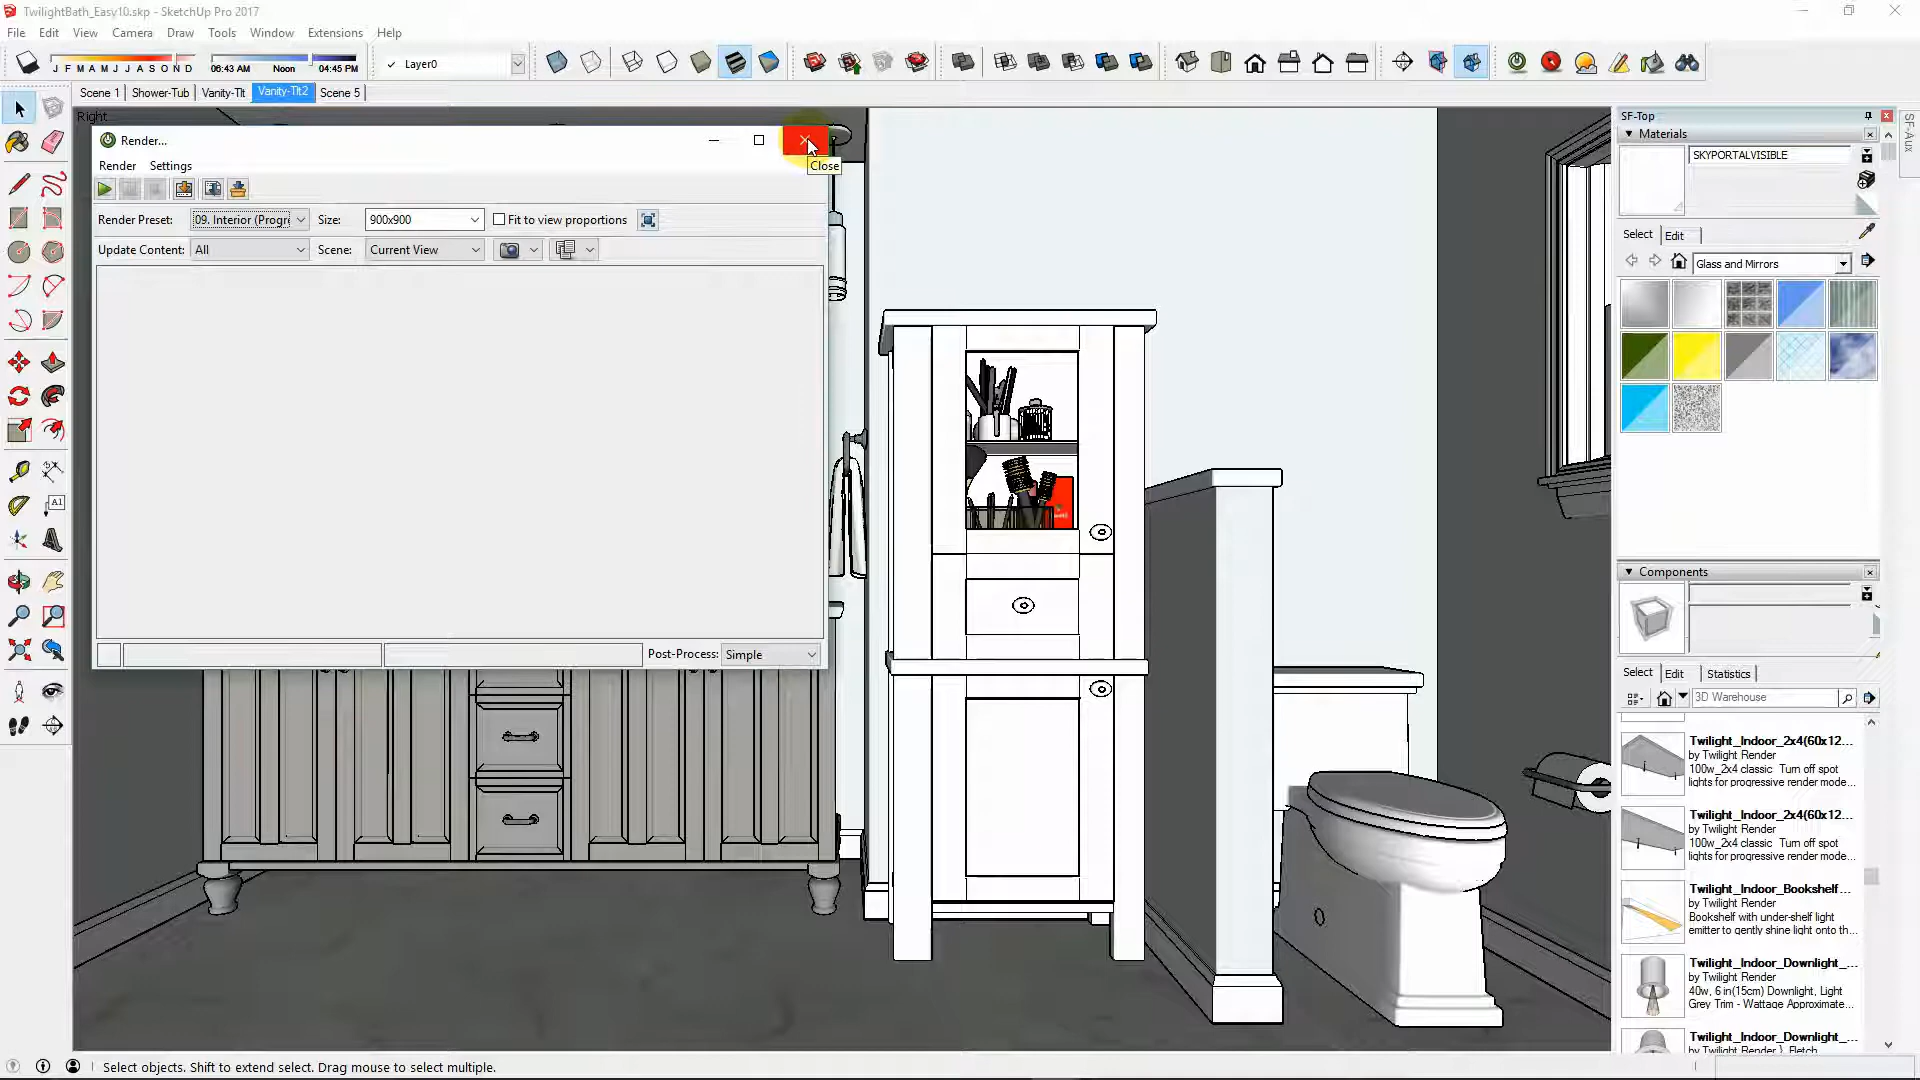 TwilightBath_Easy10.skp - SketchUp Pro 2017
File Edit View Camera Draw Tools Window Extensions Help
J F M A M J J A S O N D
06:43 AM Noon 04:45 PM
Layer0
Scene 1 Shower-Tub Vanity-Tlt Vanity-Tlt2 Scene 5
Right
Render...
Close
Render Settings
Render Preset: 09. Interior (Progr Size: 900x900 Fit to view proportions
Update Content: All Scene: Current View
Post-Process: Simple
SF-Top
SF-Aux
Materials
SKYPORTALVISIBLE
Select Edit
Glass and Mirrors
Components
Select Edit Statistics
3D Warehouse
Twilight_Indoor_2x4(60x12...
by Twilight Render
100w_2x4 classic Turn off spot
lights for progressive render mode...
Twilight_Indoor_2x4(60x12...
by Twilight Render
100w_2x4 classic Turn off spot
lights for progressive render mode...
Twilight_Indoor_Bookshelf...
by Twilight Render
Bookshelf with under-shelf light
emitter to gently shine light onto th...
Twilight_Indoor_Downlight_...
by Twilight Render
40w, 6 in(15cm) Downlight, Light
Grey Trim - Wattage Approximate...
Twilight_Indoor_Downlight_...
A1
Select objects. Shift to extend select. Drag mouse to select multiple.